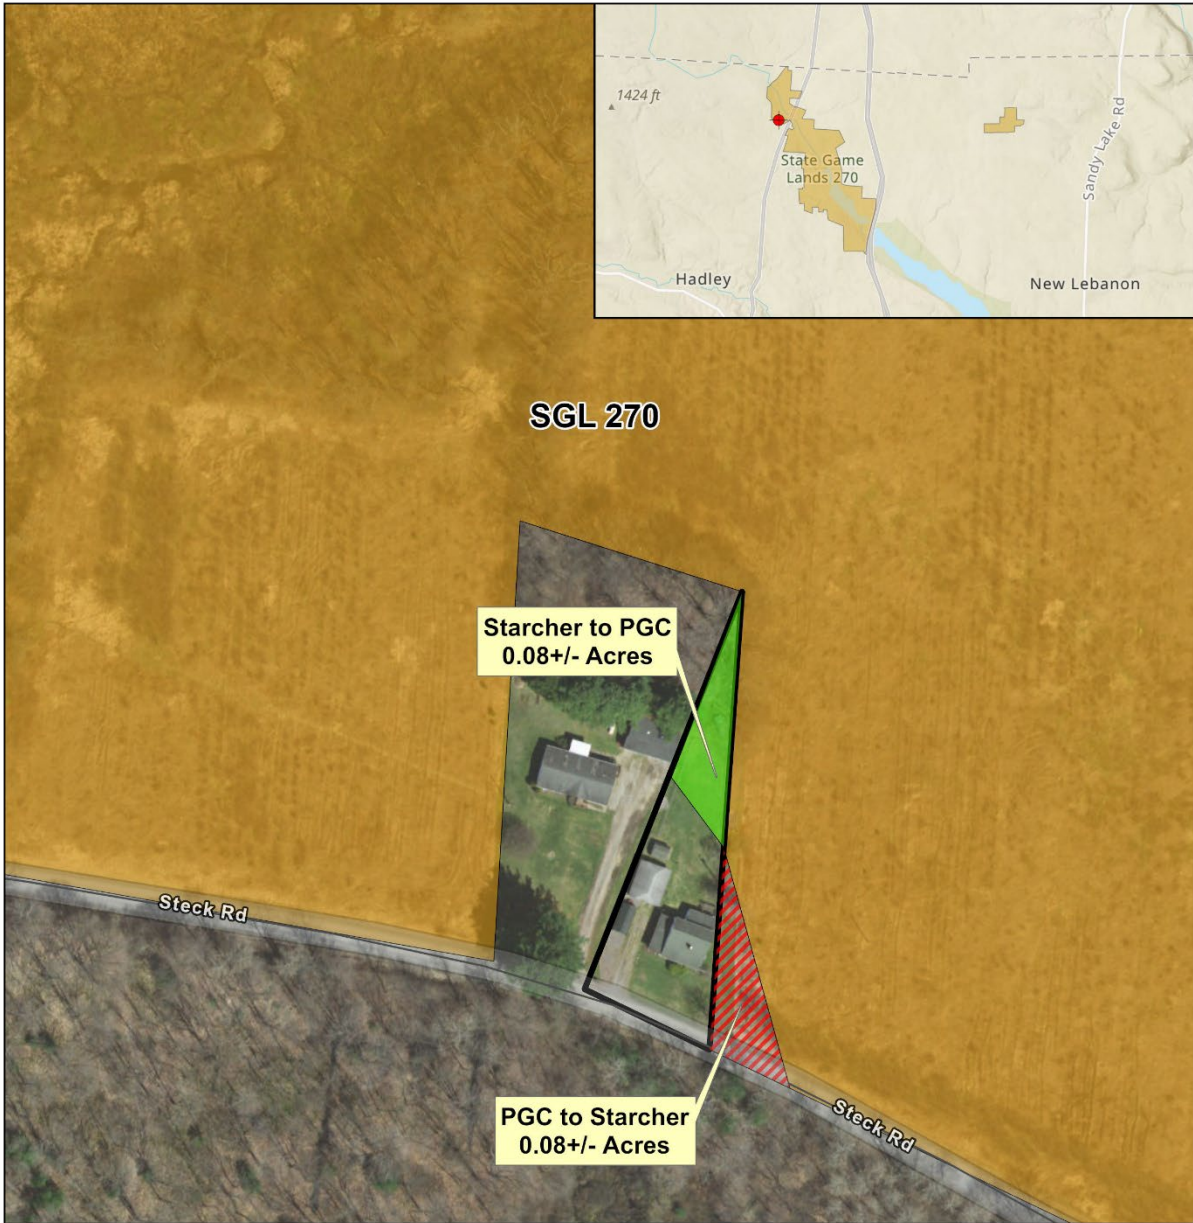 1424 ft
State Game
Lands 270
Sandy Lake Rd
Hadley
New Lebanon
SGL 270
Starcher to PGC
0.08+/- Acres
Steck Rd
PGC to Starcher
0.08+/- Acres
Steck Rd